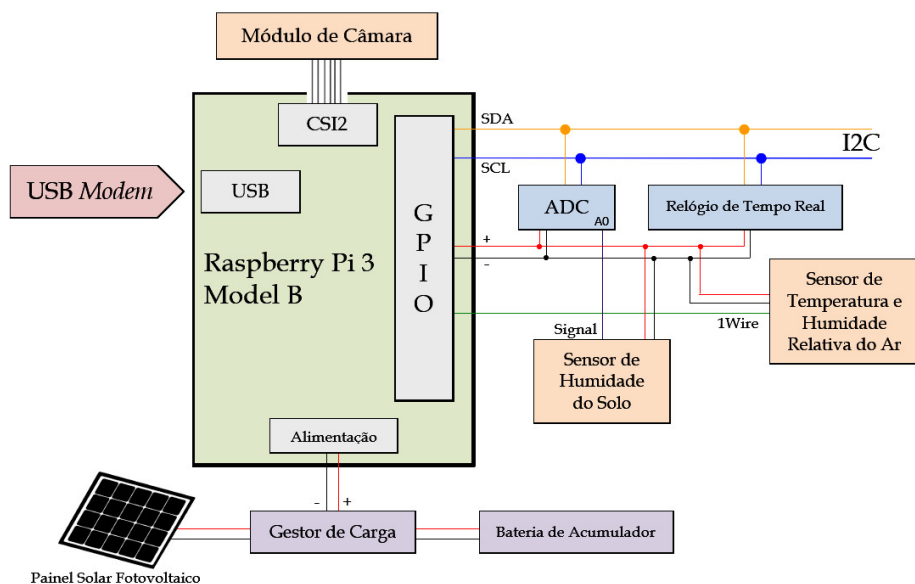 Módulo de Câmara
CSI2
SDA
I2C
SCL
USB Modem
USB
GPIO
ADC
A0
Relógio de Tempo Real
+
-
Raspberry Pi 3
Model B
Sensor de
Temperatura e
Humidade
Relativa do Ar
1Wire
Signal
Sensor de
Humidade
do Solo
Alimentação
- +
Gestor de Carga
Bateria de Acumulador
Painel Solar Fotovoltaico